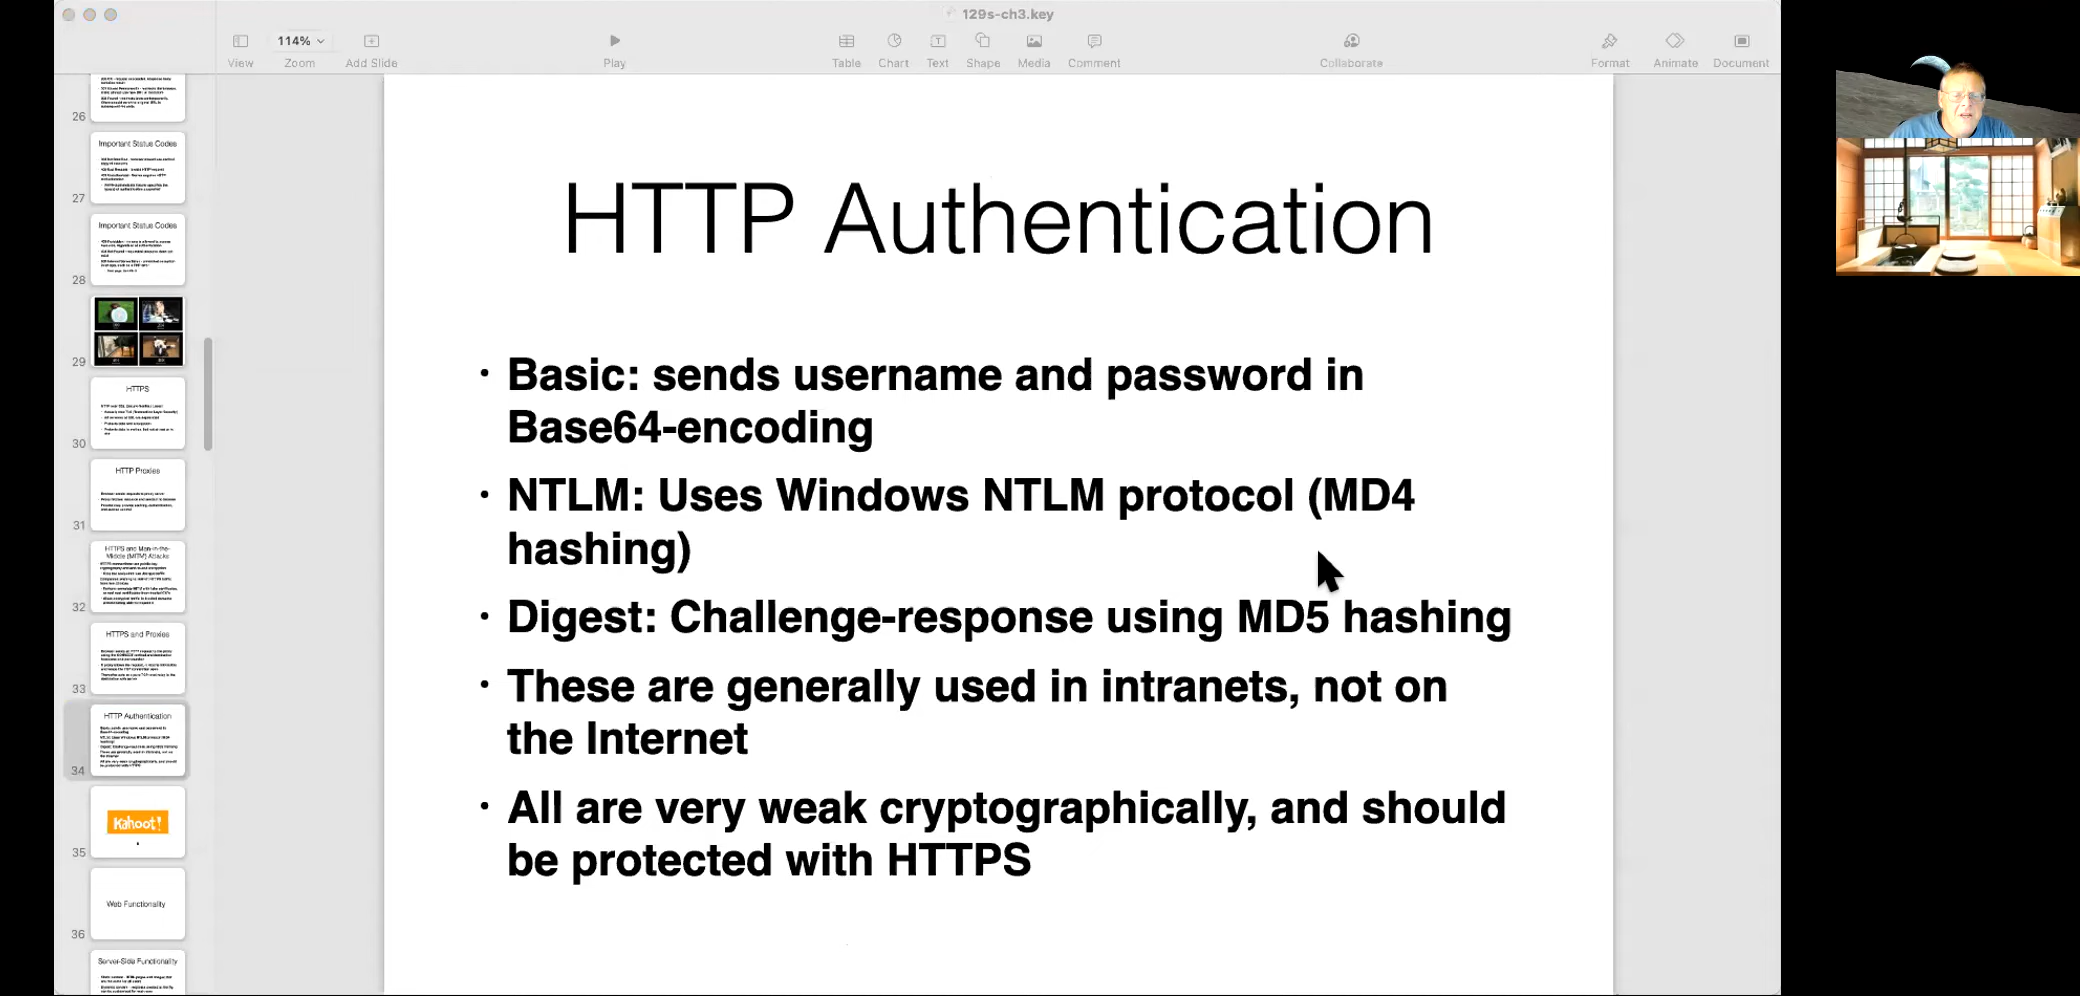 129s-ch3.key
114%
View
Zoom
Add Slide
Play
Table
Chart
Text
Shape
Media
Comment
Collaborate
Format
Animate
Document
26
Important Status Codes
27
Important Status Codes
28
29
HTTPS
30
HTTP Proxies
31
HTTPS and Man-in-the-
Middle (MITM) Attacks
32
HTTPS and Proxies
33
HTTP Authentication
34
Kahoot!
35
Web Functionality
36
Server-Side Functionality
HTTP Authentication
• Basic: sends username and password in
Base64-encoding
• NTLM: Uses Windows NTLM protocol (MD4
hashing)
• Digest: Challenge-response using MD5 hashing
• These are generally used in intranets, not on
the Internet
• All are very weak cryptographically, and should
be protected with HTTPS